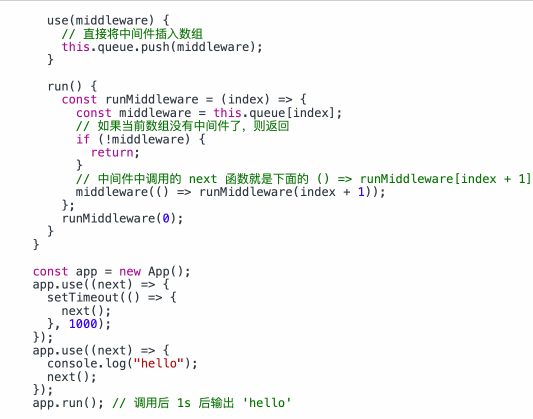 use(middleware) {
// 直接将中间件插入数组
this.queue.push(middleware);
}
run() {
const runMiddleware = (index) => {
const middleware = this.queue[index];
// 如果当前数组没有中间件了，则返回
if (!middleware) {
return;
}
// 中间件中调用的 next 函数就是下面的 () => runMiddleware[index + 1]
middleware(() => runMiddleware(index + 1));
};
runMiddleware(0);
}
}
const app = new App();
app.use((next) => {
setTimeout(() => {
next();
}, 1000);
});
app.use((next) => {
console.log("hello");
next();
});
app.run(); // 调用后 1s 后输出 'hello'